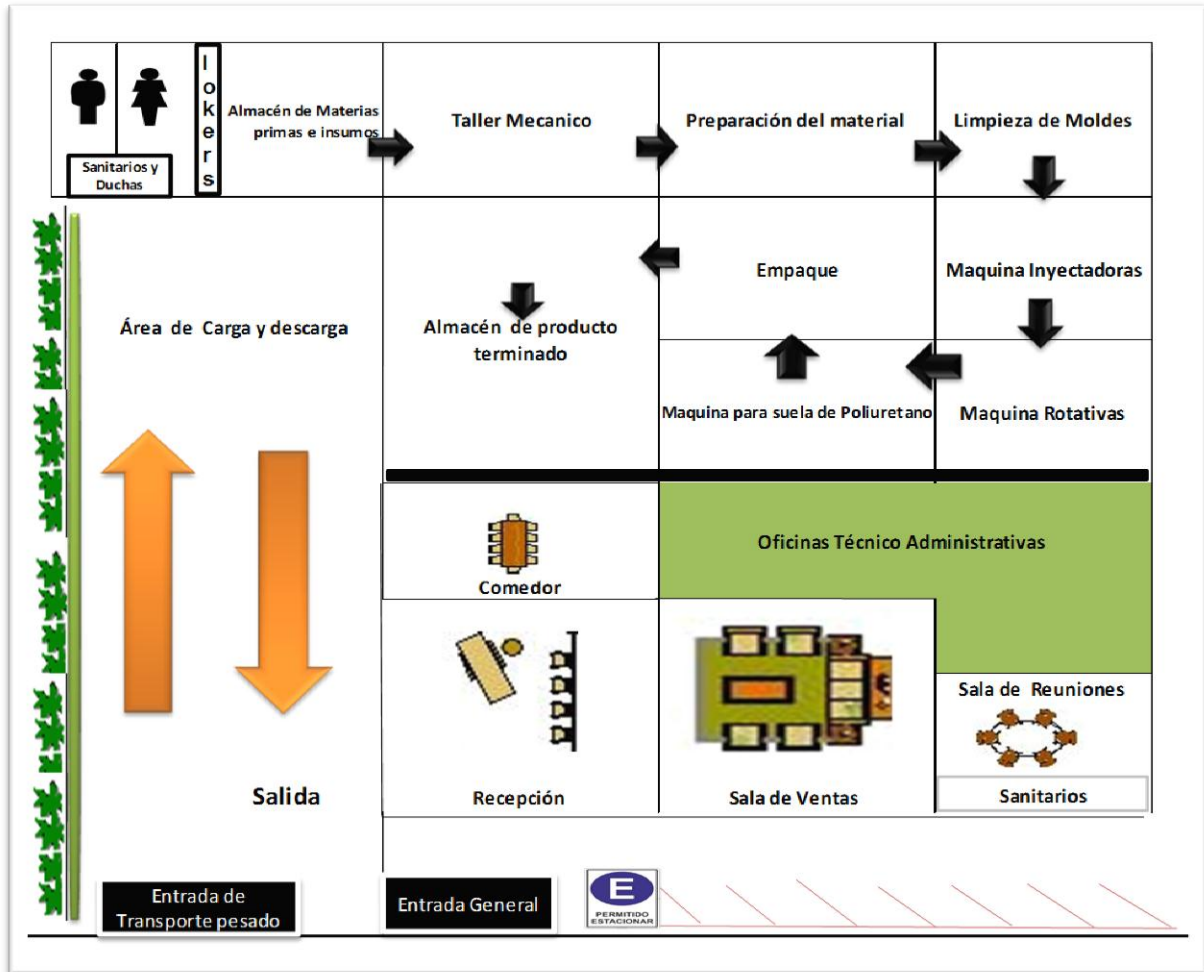 lokers
Sanitarios y
Duchas
Almacén de Materias
primas e insumos
Taller Mecanico
Preparación del material
Limpieza de Moldes
Área de Carga y descarga
Almacén de producto
terminado
Empaque
Maquina Inyectadoras
Maquina para suela de Poliuretano
Maquina Rotativas
Comedor
Oficinas Técnico Administrativas
Salida
Recepción
Sala de Ventas
Sala de Reuniones
Sanitarios
Entrada de
Transporte pesado
Entrada General
E
PERMITIDO
ESTACIONAR